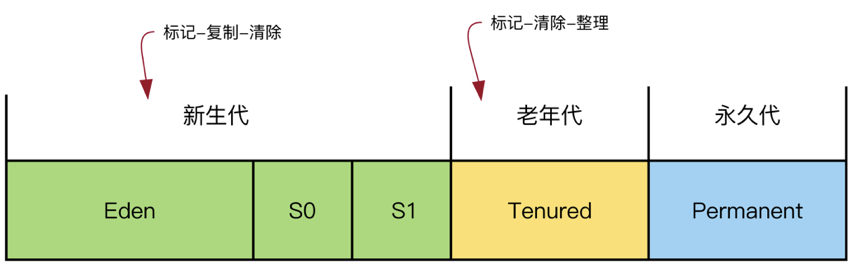 标记–复制–清除
标记–清除–整理
新生代
老年代
永久代
Eden
S0
S1
Tenured
Permanent